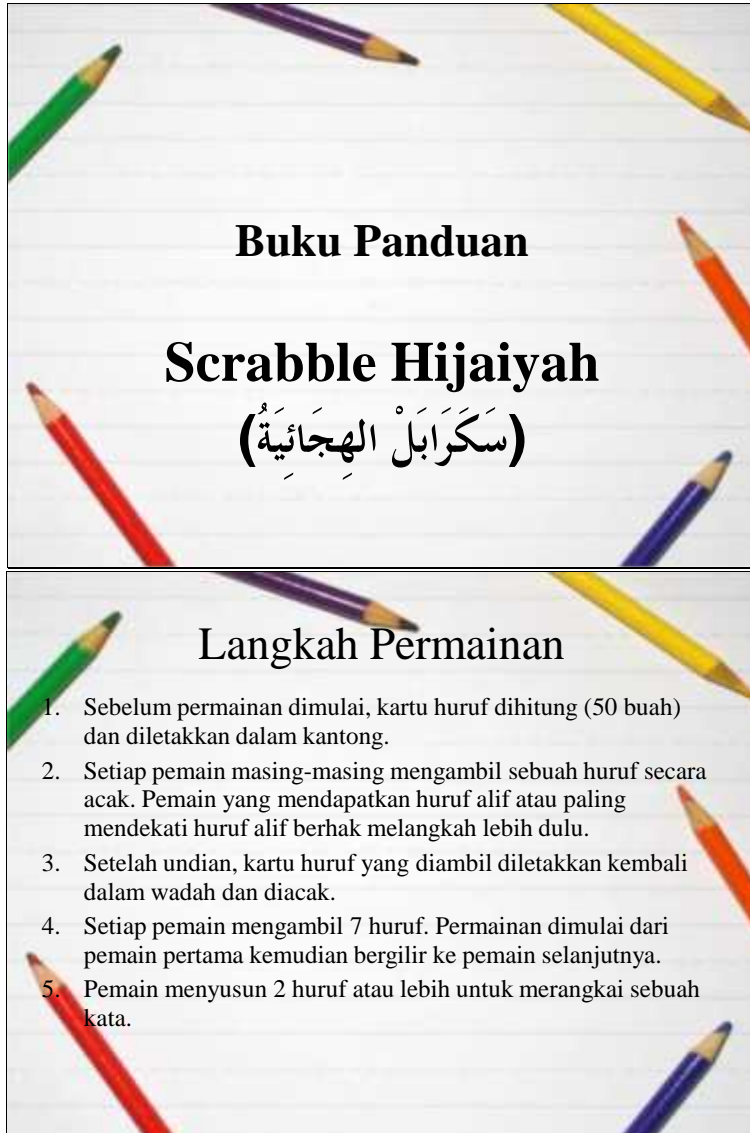 Buku Panduan
Scrabble Hijaiyah
(سَكَرَابَلْ الهِجَائِيَةُ)
Langkah Permainan
1. Sebelum permainan dimulai, kartu huruf dihitung (50 buah)
dan diletakkan dalam kantong.
2. Setiap pemain masing-masing mengambil sebuah huruf secara
acak. Pemain yang mendapatkan huruf alif atau paling
mendekati huruf alif berhak melangkah lebih dulu.
3. Setelah undian, kartu huruf yang diambil diletakkan kembali
dalam wadah dan diacak.
4. Setiap pemain mengambil 7 huruf. Permainan dimulai dari
pemain pertama kemudian bergilir ke pemain selanjutnya.
5. Pemain menyusun 2 huruf atau lebih untuk merangkai sebuah
kata.